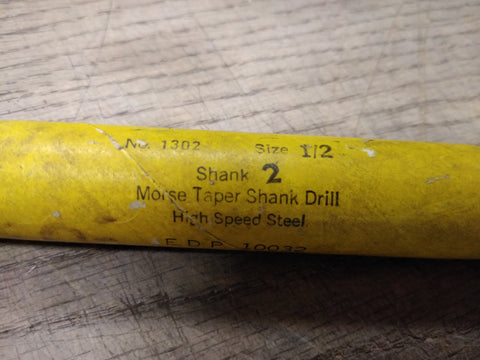 No. 1302 Size 1/2
Shank 2
Morse Taper Shank Drill
High Speed Steel
E.D.P. 10032